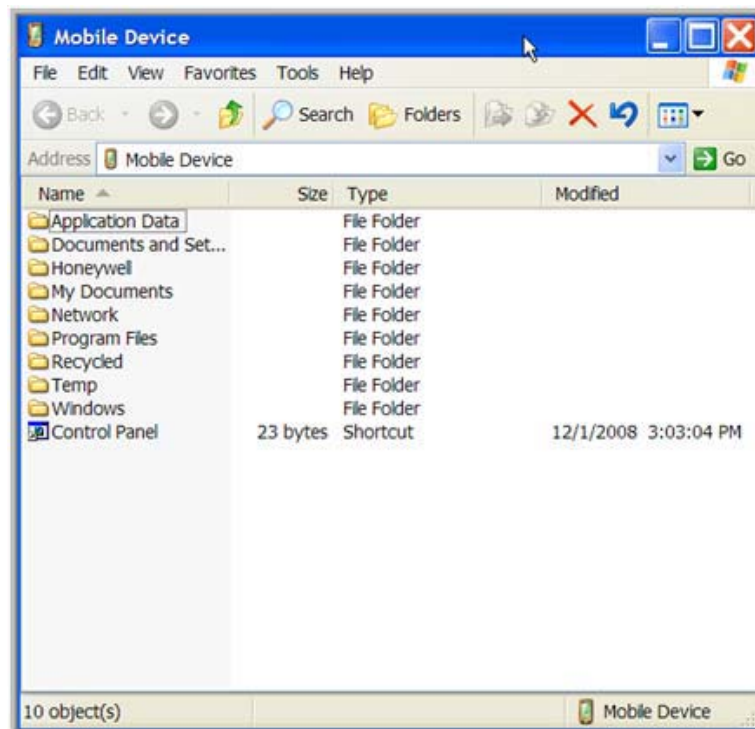 Mobile Device
File Edit View Favorites Tools Help
Back Search Folders
Address Mobile Device Go
Name Size Type Modified
Application Data File Folder
Documents and Set... File Folder
Honeywell File Folder
My Documents File Folder
Network File Folder
Program Files File Folder
Recycled File Folder
Temp File Folder
Windows File Folder
Control Panel 23 bytes Shortcut 12/1/2008 3:03:04 PM
10 object(s) Mobile Device